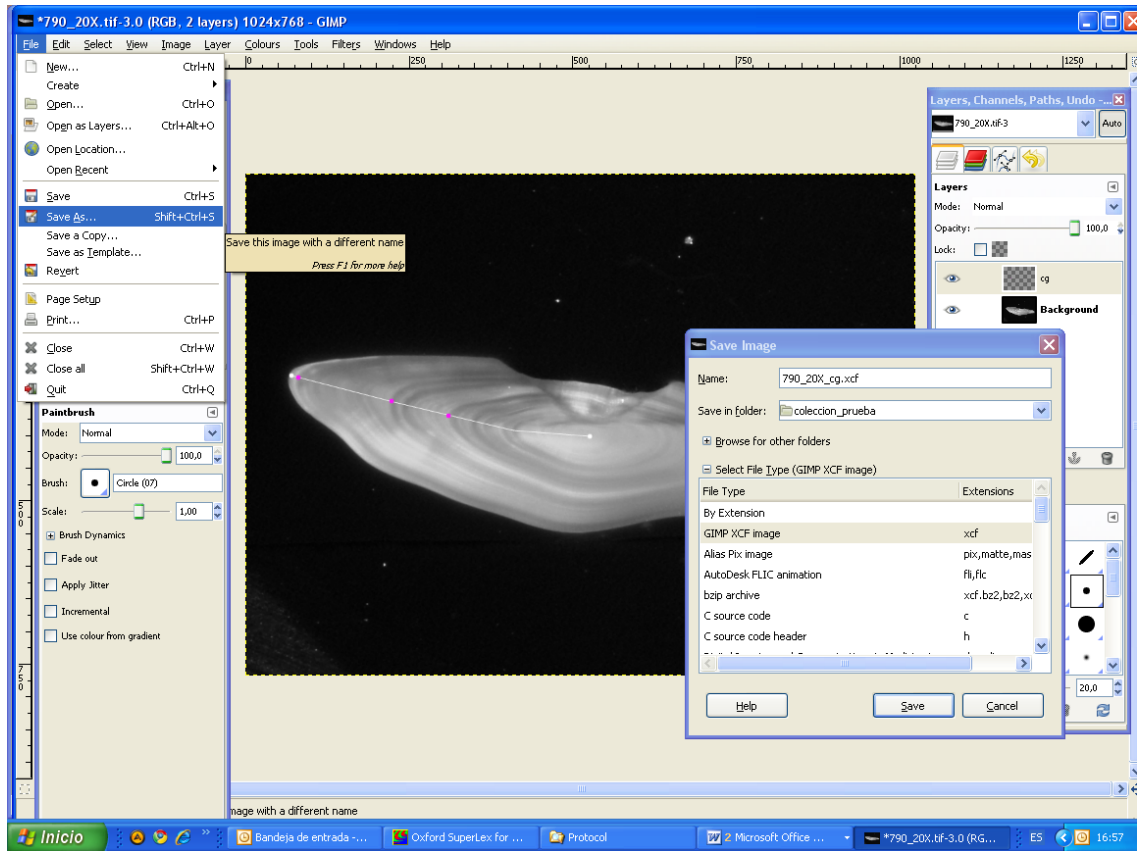 *790_20X.tif-3.0 (RGB, 2 layers) 1024x768 - GIMP
File Edit Select View Image Layer Colours Tools Filters Windows Help
New... Ctrl+N
Create
Open... Ctrl+O
Open as Layers... Ctrl+Alt+O
Open Location...
Open Recent
Save Ctrl+S
Save As... Shift+Ctrl+S
Save a Copy...
Save as Template...
Revert
Page Setup
Print... Ctrl+P
Close Ctrl+W
Close all Shift+Ctrl+W
Quit Ctrl+Q
0 250 500 750 1000 1250
Save this image with a different name
Press F1 for more help
Paintbrush
Mode: Normal
Opacity: 100,0
Brush: Circle (07)
Scale: 1,00
Brush Dynamics
Fade out
Apply Jitter
Incremental
Use colour from gradient
500
750
Layers, Channels, Paths, Undo -...
790_20X.tif-3 Auto
Layers
Mode: Normal
Opacity: 100,0
Lock:
cg
Background
Save Image
Name: 790_20X_cg.xcf
Save in folder: coleccion_prueba
Browse for other folders
Select File Type (GIMP XCF image)
File Type Extensions
By Extension
GIMP XCF image xcf
Alias Pix image pix,matte,mas
AutoDesk FLIC animation fli,flc
bzip archive xcf.bz2,bz2,xc
C source code c
C source code header h
Help Save Cancel
20,0
mage with a different name
Inicio Bandeja de entrada -... Oxford SuperLex for ... Protocol 2 Microsoft Office ... *790_20X.tif-3.0 (RG... ES 16:57